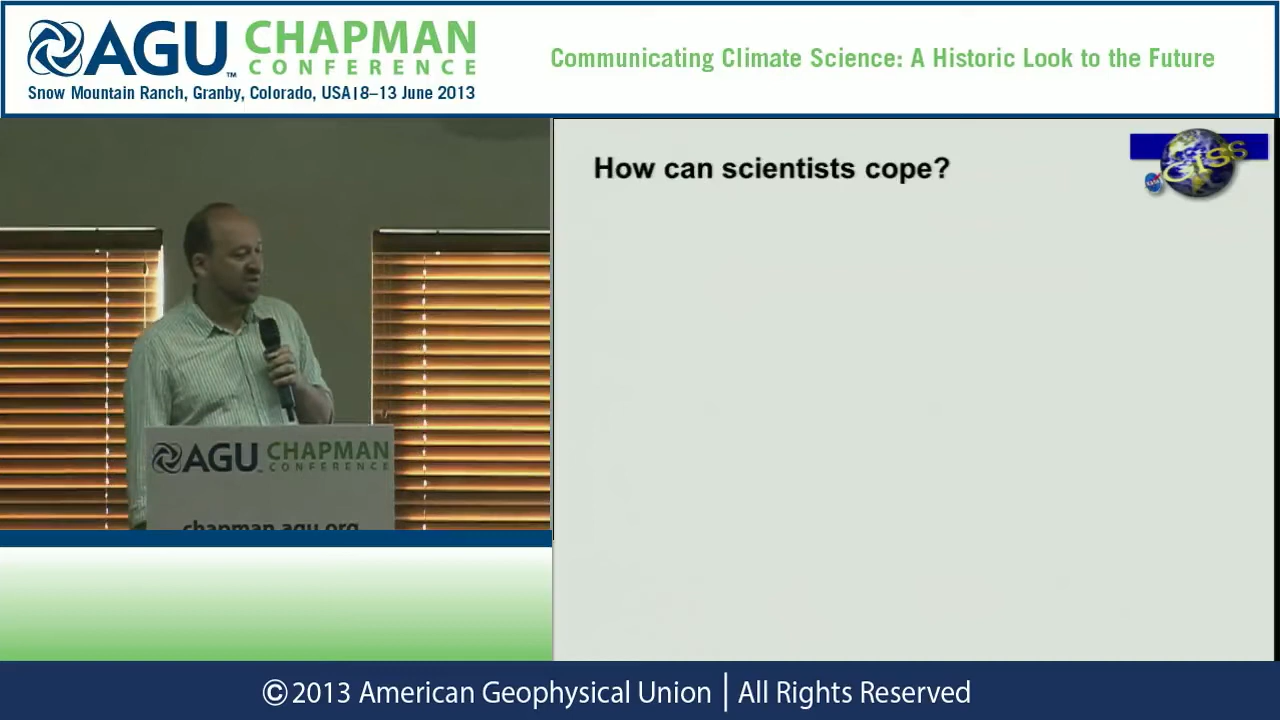 AGU CHAPMAN
CONFERENCE
™
Snow Mountain Ranch, Granby, Colorado, USA|8–13 June 2013
Communicating Climate Science: A Historic Look to the Future
How can scientists cope?
GISS
AGU CHAPMAN
CONFERENCE
chapman.agu.org
©2013 American Geophysical Union | All Rights Reserved